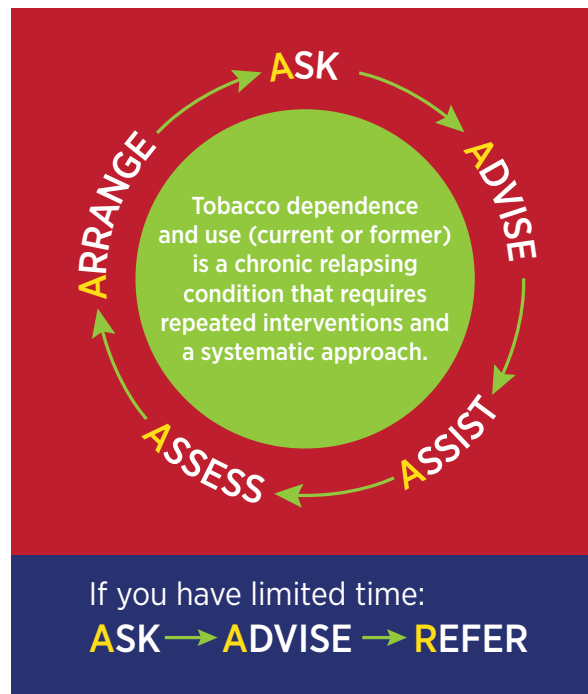 ASK
ADVISE
ASSIST
ASSESS
ARRANGE
Tobacco dependence
and use (current or former)
is a chronic relapsing
condition that requires
repeated interventions and
a systematic approach.
If you have limited time:
ASK → ADVISE → REFER